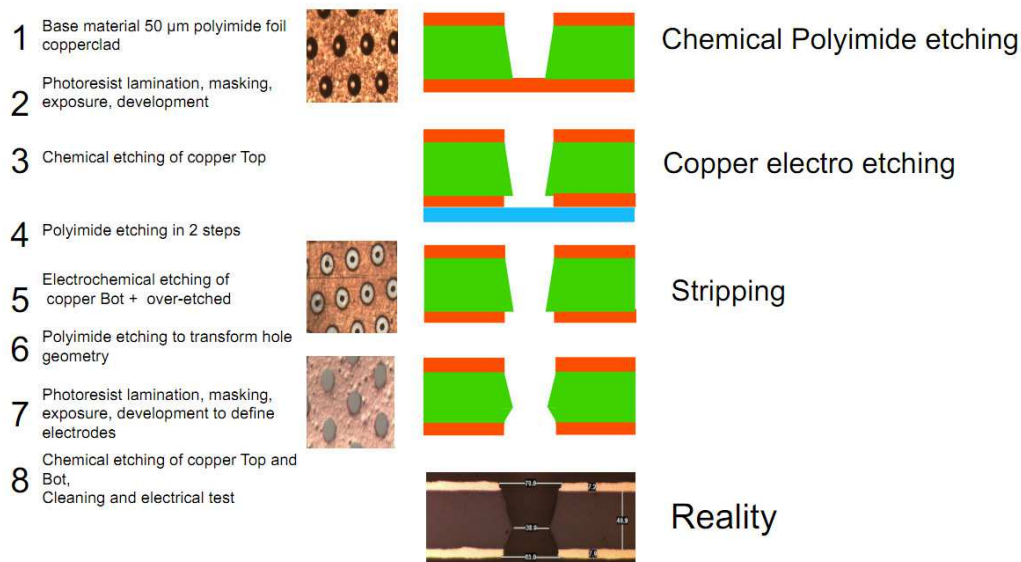 1 Base material 50 µm polyimide foil
copperclad
2 Photoresist lamination, masking,
exposure, development
3 Chemical etching of copper Top
4 Polyimide etching in 2 steps
5 Electrochemical etching of
copper Bot + over-etched
6 Polyimide etching to transform hole
geometry
7 Photoresist lamination, masking,
exposure, development to define
electrodes
8 Chemical etching of copper Top and
Bot,
Cleaning and electrical test
Chemical Polyimide etching
Copper electro etching
Stripping
Reality
70.9